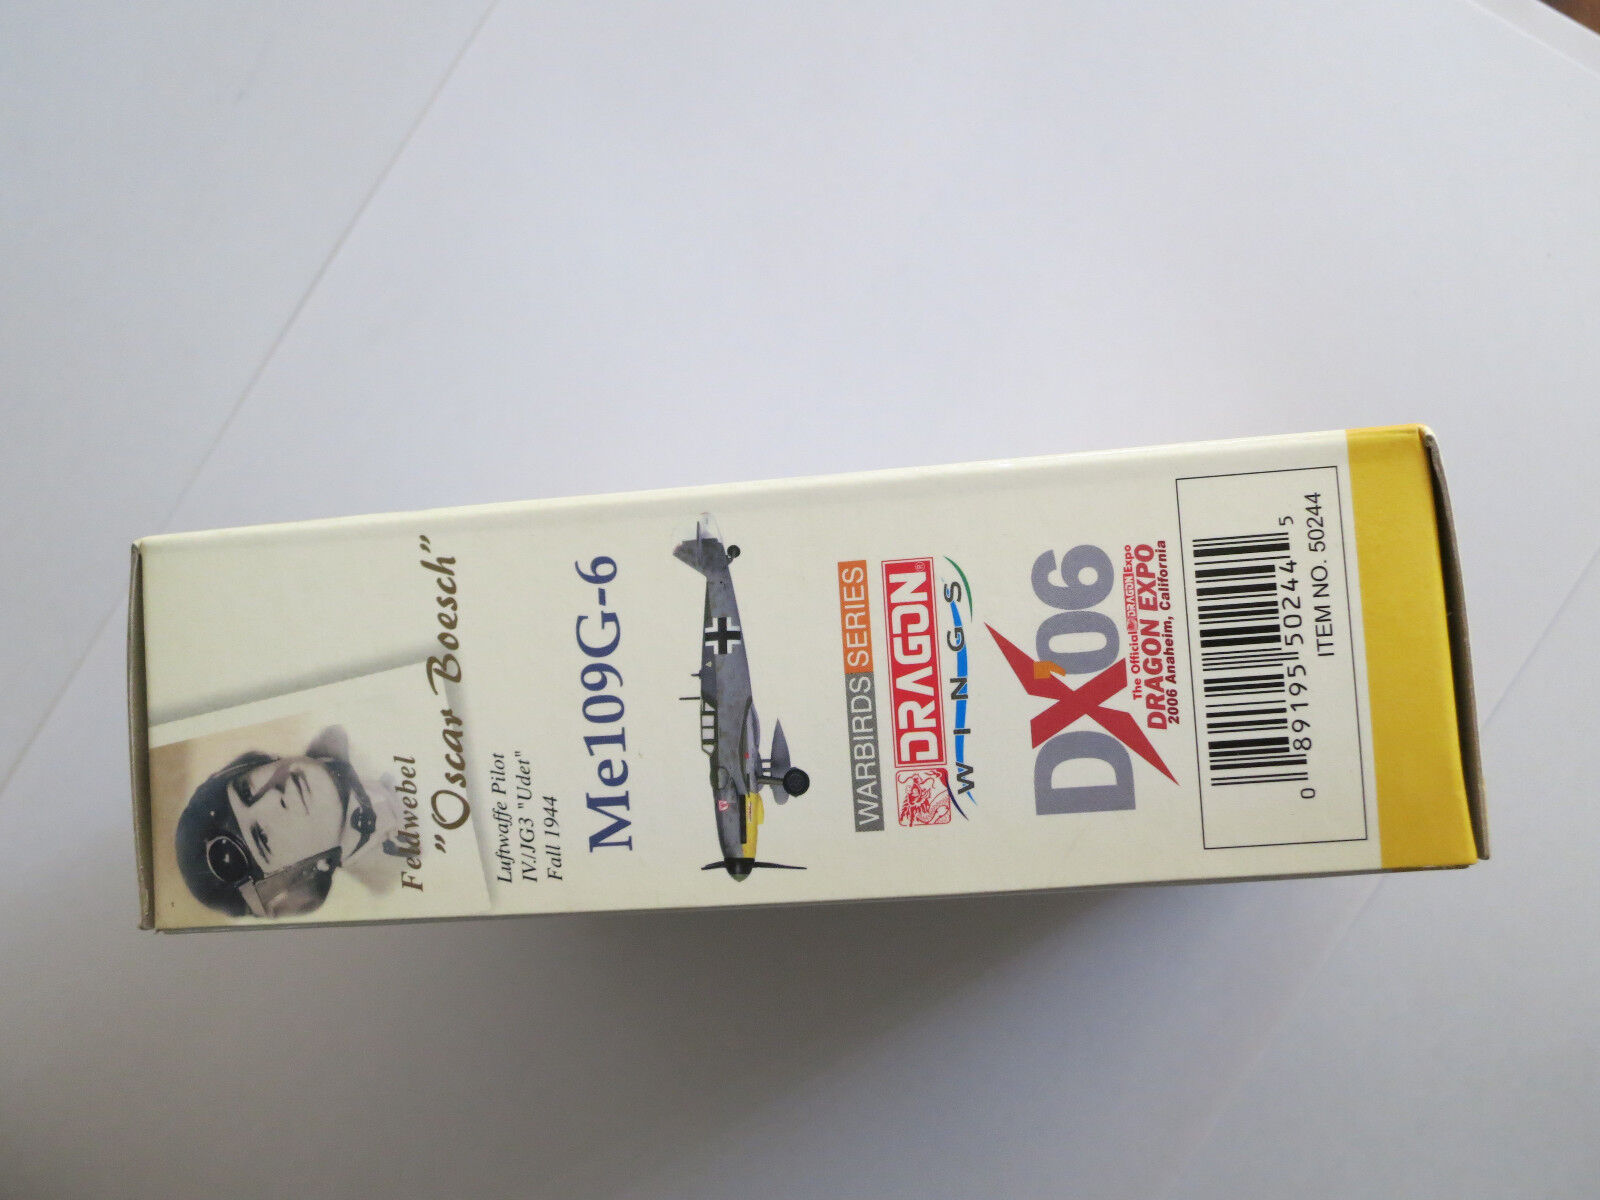 Feldwebel
"Oscar Boesch"
Luftwaffe Pilot
IV./JG3 "Udet"
Fall 1944
Me109G-6
WARBIRDS SERIES
DRAGON®
WINGS
DX'06
The Official DRAGON Expo
DRAGON EXPO
2006 Anaheim, California
0 89195 50244 5
ITEM NO. 50244